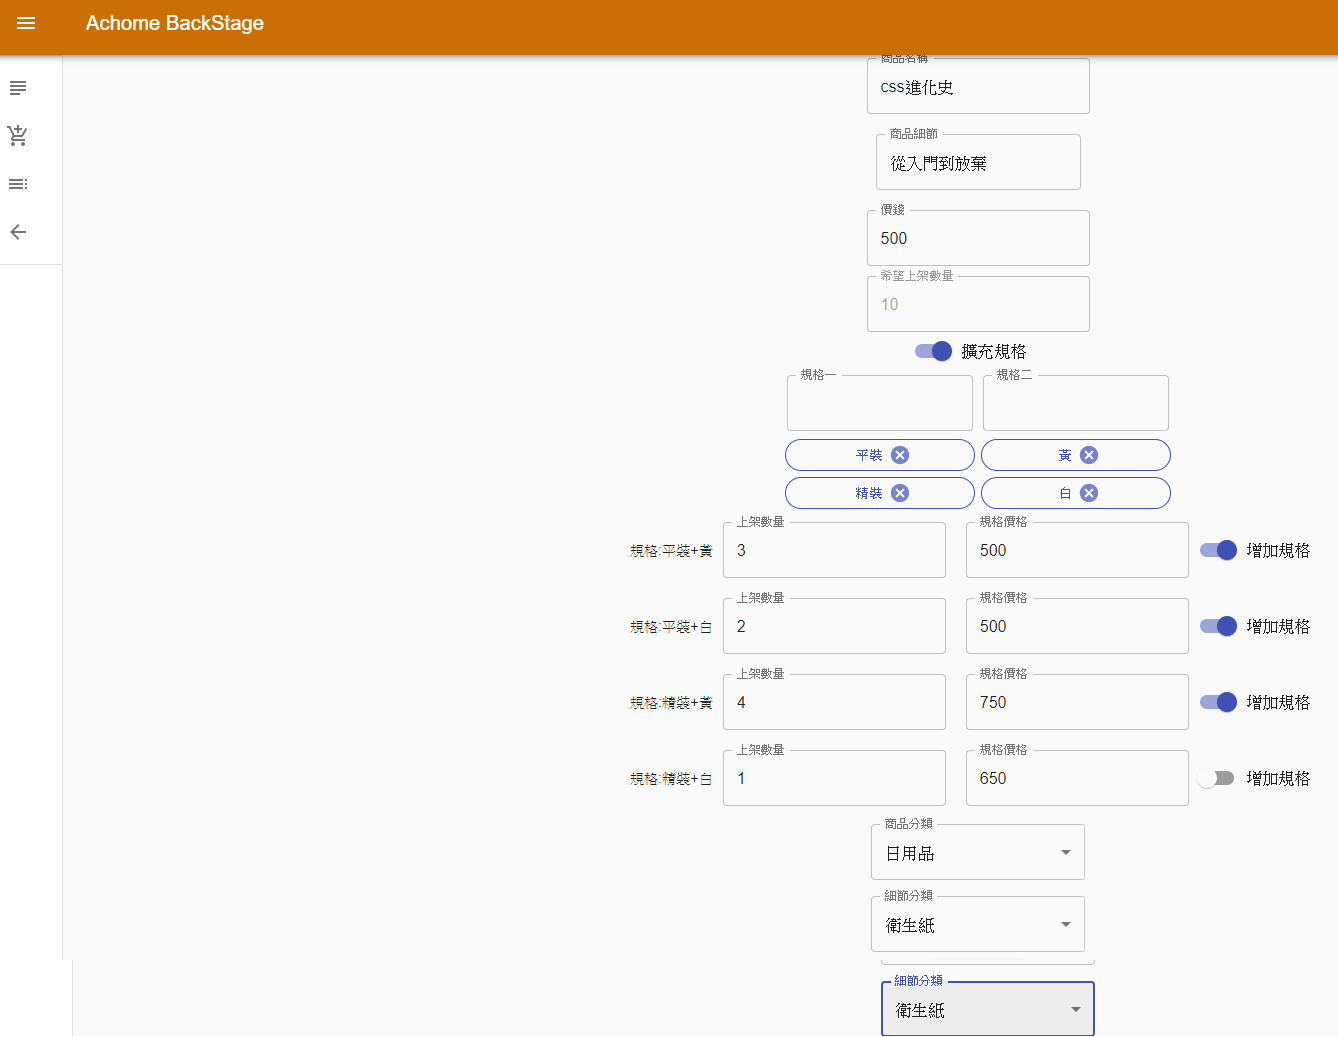 Achome BackStage
商品名稱
css進化史
商品細節
從入門到放棄
價錢
500
希望上架數量
10
擴充規格
規格一 規格二
平裝 黃
精裝 白
上架數量 規格價格
規格:平裝+黃 3 500 增加規格
上架數量 規格價格
規格:平裝+白 2 500 增加規格
上架數量 規格價格
規格:精裝+黃 4 750 增加規格
上架數量 規格價格
規格:精裝+白 1 650 增加規格
商品分類
日用品
細節分類
衛生紙
細節分類
衛生紙